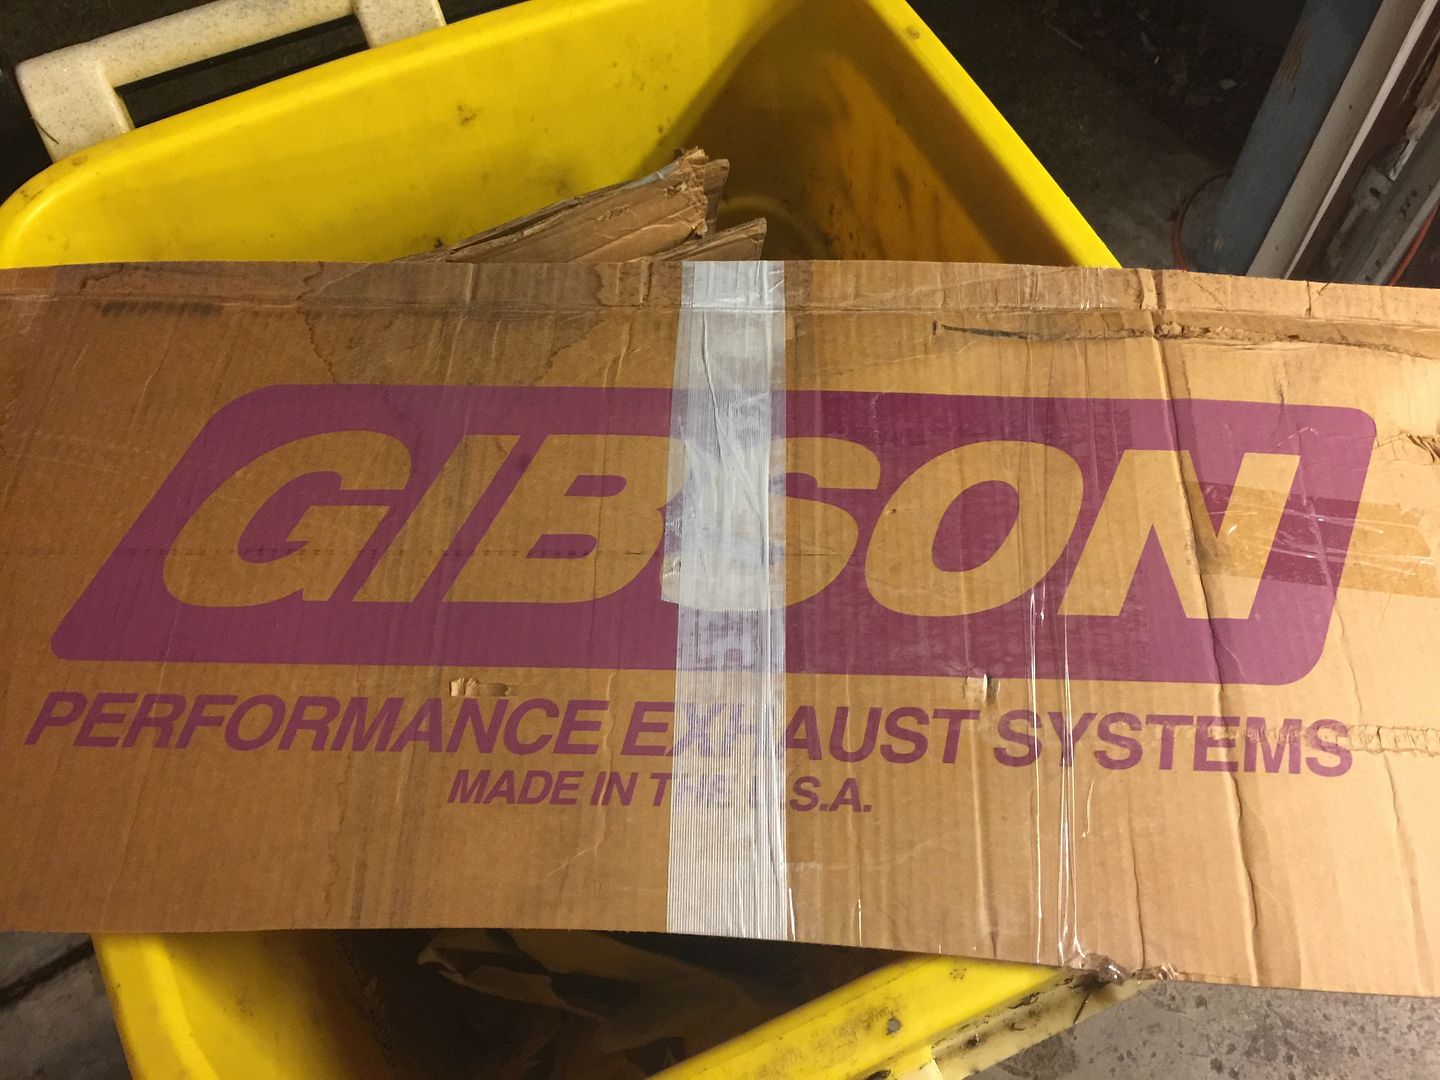 GIBSON
PERFORMANCE EXHAUST SYSTEMS
MADE IN THE U.S.A.